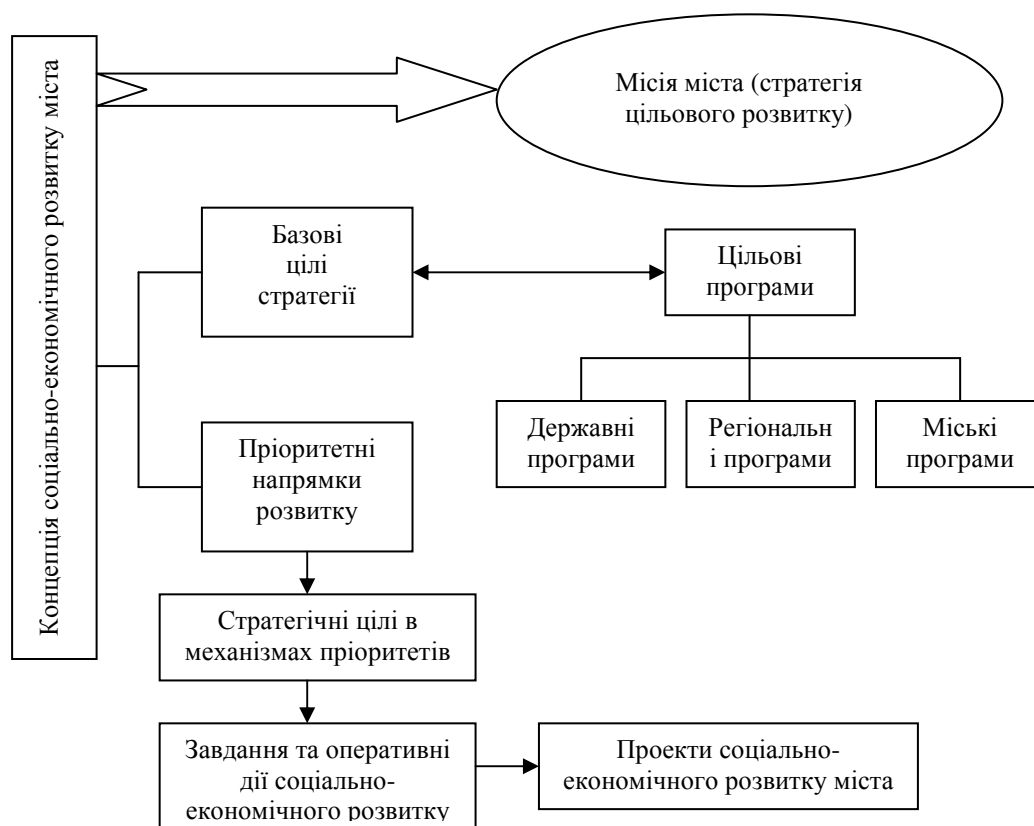 Концепція соціально-економічного розвитку міста
Місія міста (стратегія
цільового розвитку)
Базові
цілі
стратегії
Цільові
програми
Державні
програми
Регіональн
і програми
Міські
програми
Пріоритетні
напрямки
розвитку
Стратегічні цілі в
механізмах пріоритетів
Завдання та оперативні
дії соціально-
економічного розвитку
Проекти соціально-
економічного розвитку міста